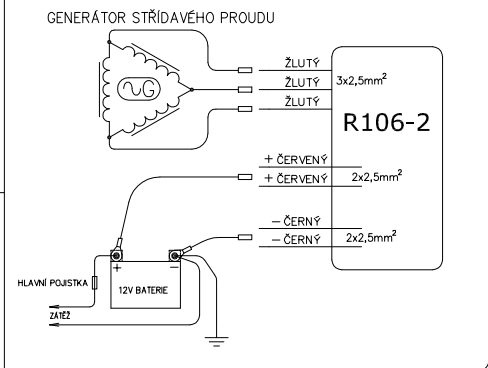 GENERÁTOR STŘÍDAVÉHO PROUDU
G
ŽLUTÝ
ŽLUTÝ
ŽLUTÝ
3x2,5mm²
R106-2
+ ČERVENÝ
+ ČERVENÝ
2x2,5mm²
− ČERNÝ
− ČERNÝ
2x2,5mm²
+ −
HLAVNÍ POJISTKA
12V BATERIE
ZÁTĚŽ